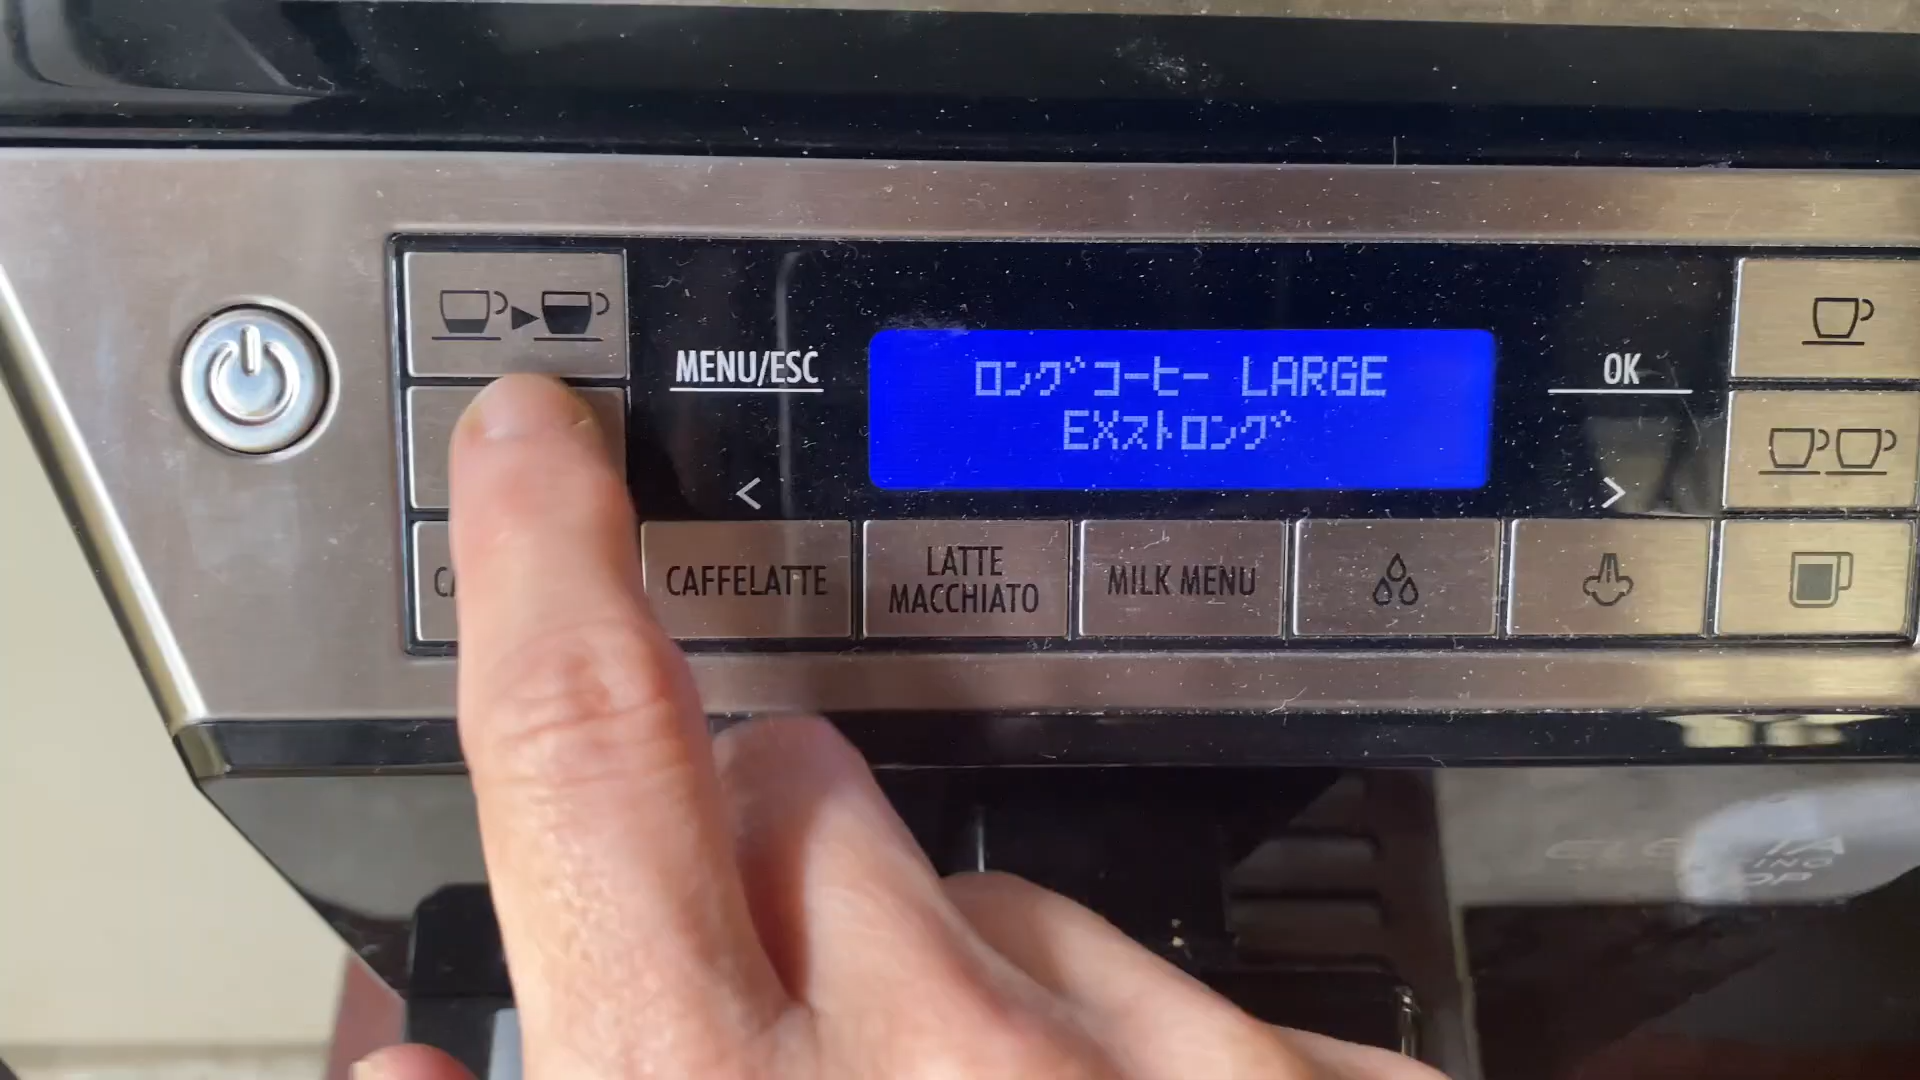 MENU/ESC
ロング コーヒー LARGE
EXストロング
OK
<
>
CA
CAFFELATTE
LATTE
MACCHIATO
MILK MENU